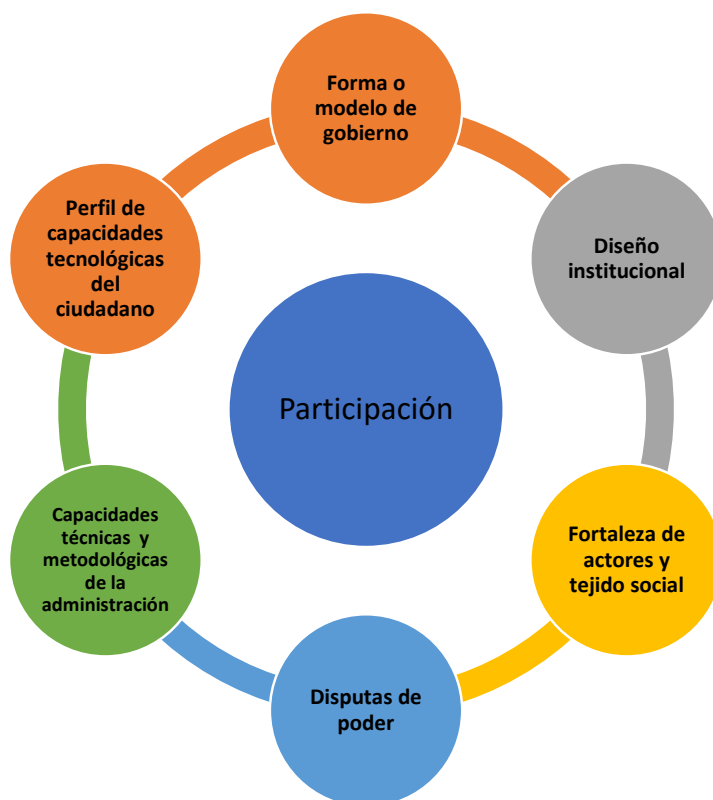 Forma o
modelo de
gobierno
Diseño
institucional
Fortaleza de
actores y
tejido social
Disputas de
poder
Capacidades
técnicas y
metodológicas
de la
administración
Perfil de
capacidades
tecnológicas
del
ciudadano
Participación